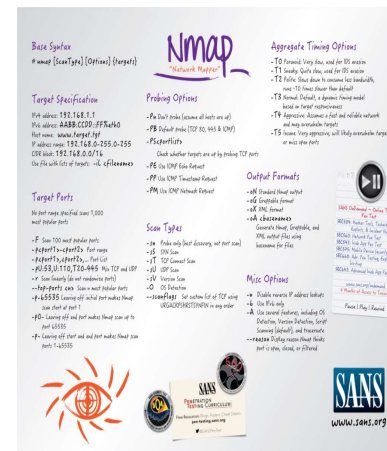 Base Syntax
# nmap [ScanType] [Options] {targets}
Target Specification
IPv4 address: 192.168.1.1
IPv6 address: AABB:CCDD::FF%eth0
Host name: www.target.tgt
IP address range: 192.168.0-255.0-255
CIDR block: 192.168.0.0/16
Use file with lists of targets: -iL <filename>
Target Ports
No port range specified scans 1,000
most popular ports
-F Scan 100 most popular ports
-p<port1>-<port2> Port range
-p<port1>,<port2>,... Port List
-pU:53,U:110,T20-445 Mix TCP and UDP
-r Scan linearly (do not randomize ports)
--top-ports <n> Scan n most popular ports
-p-65535 Leaving off initial port makes Nmap
scan start at port 1
-p0- Leaving off end port makes Nmap scan up to
port 65535
-p- Leaving off start and end port makes Nmap scan
ports 1-65535
Nmap
"Network Mapper"
Probing Options
-Pn Don't probe (assume all hosts are up)
-PB Default probe (TCP 80, 445 & ICMP)
-PS<portlist>
Check whether targets are up by probing TCP ports
-PE Use ICMP Echo Request
-PP Use ICMP Timestamp Request
-PM Use ICMP Netmask Request
Scan Types
-sn Probe only (host discovery, not port scan)
-sS SYN Scan
-sT TCP Connect Scan
-sU UDP Scan
-sV Version Scan
-O OS Detection
--scanflags Set custom list of TCP using
URGACKPSHRSTSYNFIN in any order
SANS
PENETRATION
TESTING CURRICULUM
pen-testing.sans.org
Aggregate Timing Options
-T0 Paranoid: Very slow, used for IDS evasion
-T1 Sneaky: Quite slow, used for IDS evasion
-T2 Polite: Slows down to consume less bandwidth,
runs ~10 times slower than default
-T3 Normal: Default, a dynamic timing model
based on target responsiveness
-T4 Aggressive: Assumes a fast and reliable network
and may overwhelm targets
-T5 Insane: Very aggressive; will likely overwhelm targe
or miss open ports
Output Formats
-oN Standard Nmap output
-oG Greppable format
-oX XML format
-oA <basename>
Generate Nmap, Greppable, and
XML output files using
basename for files
Misc Options
-n Disable reverse IP address lookups
-6 Use IPv6 only
-A Use several features, including OS
Detection, Version Detection, Script
Scanning (default), and traceroute
--reason Display reason Nmap thinks
port is open, closed, or filtered
SANS
www.sans.org